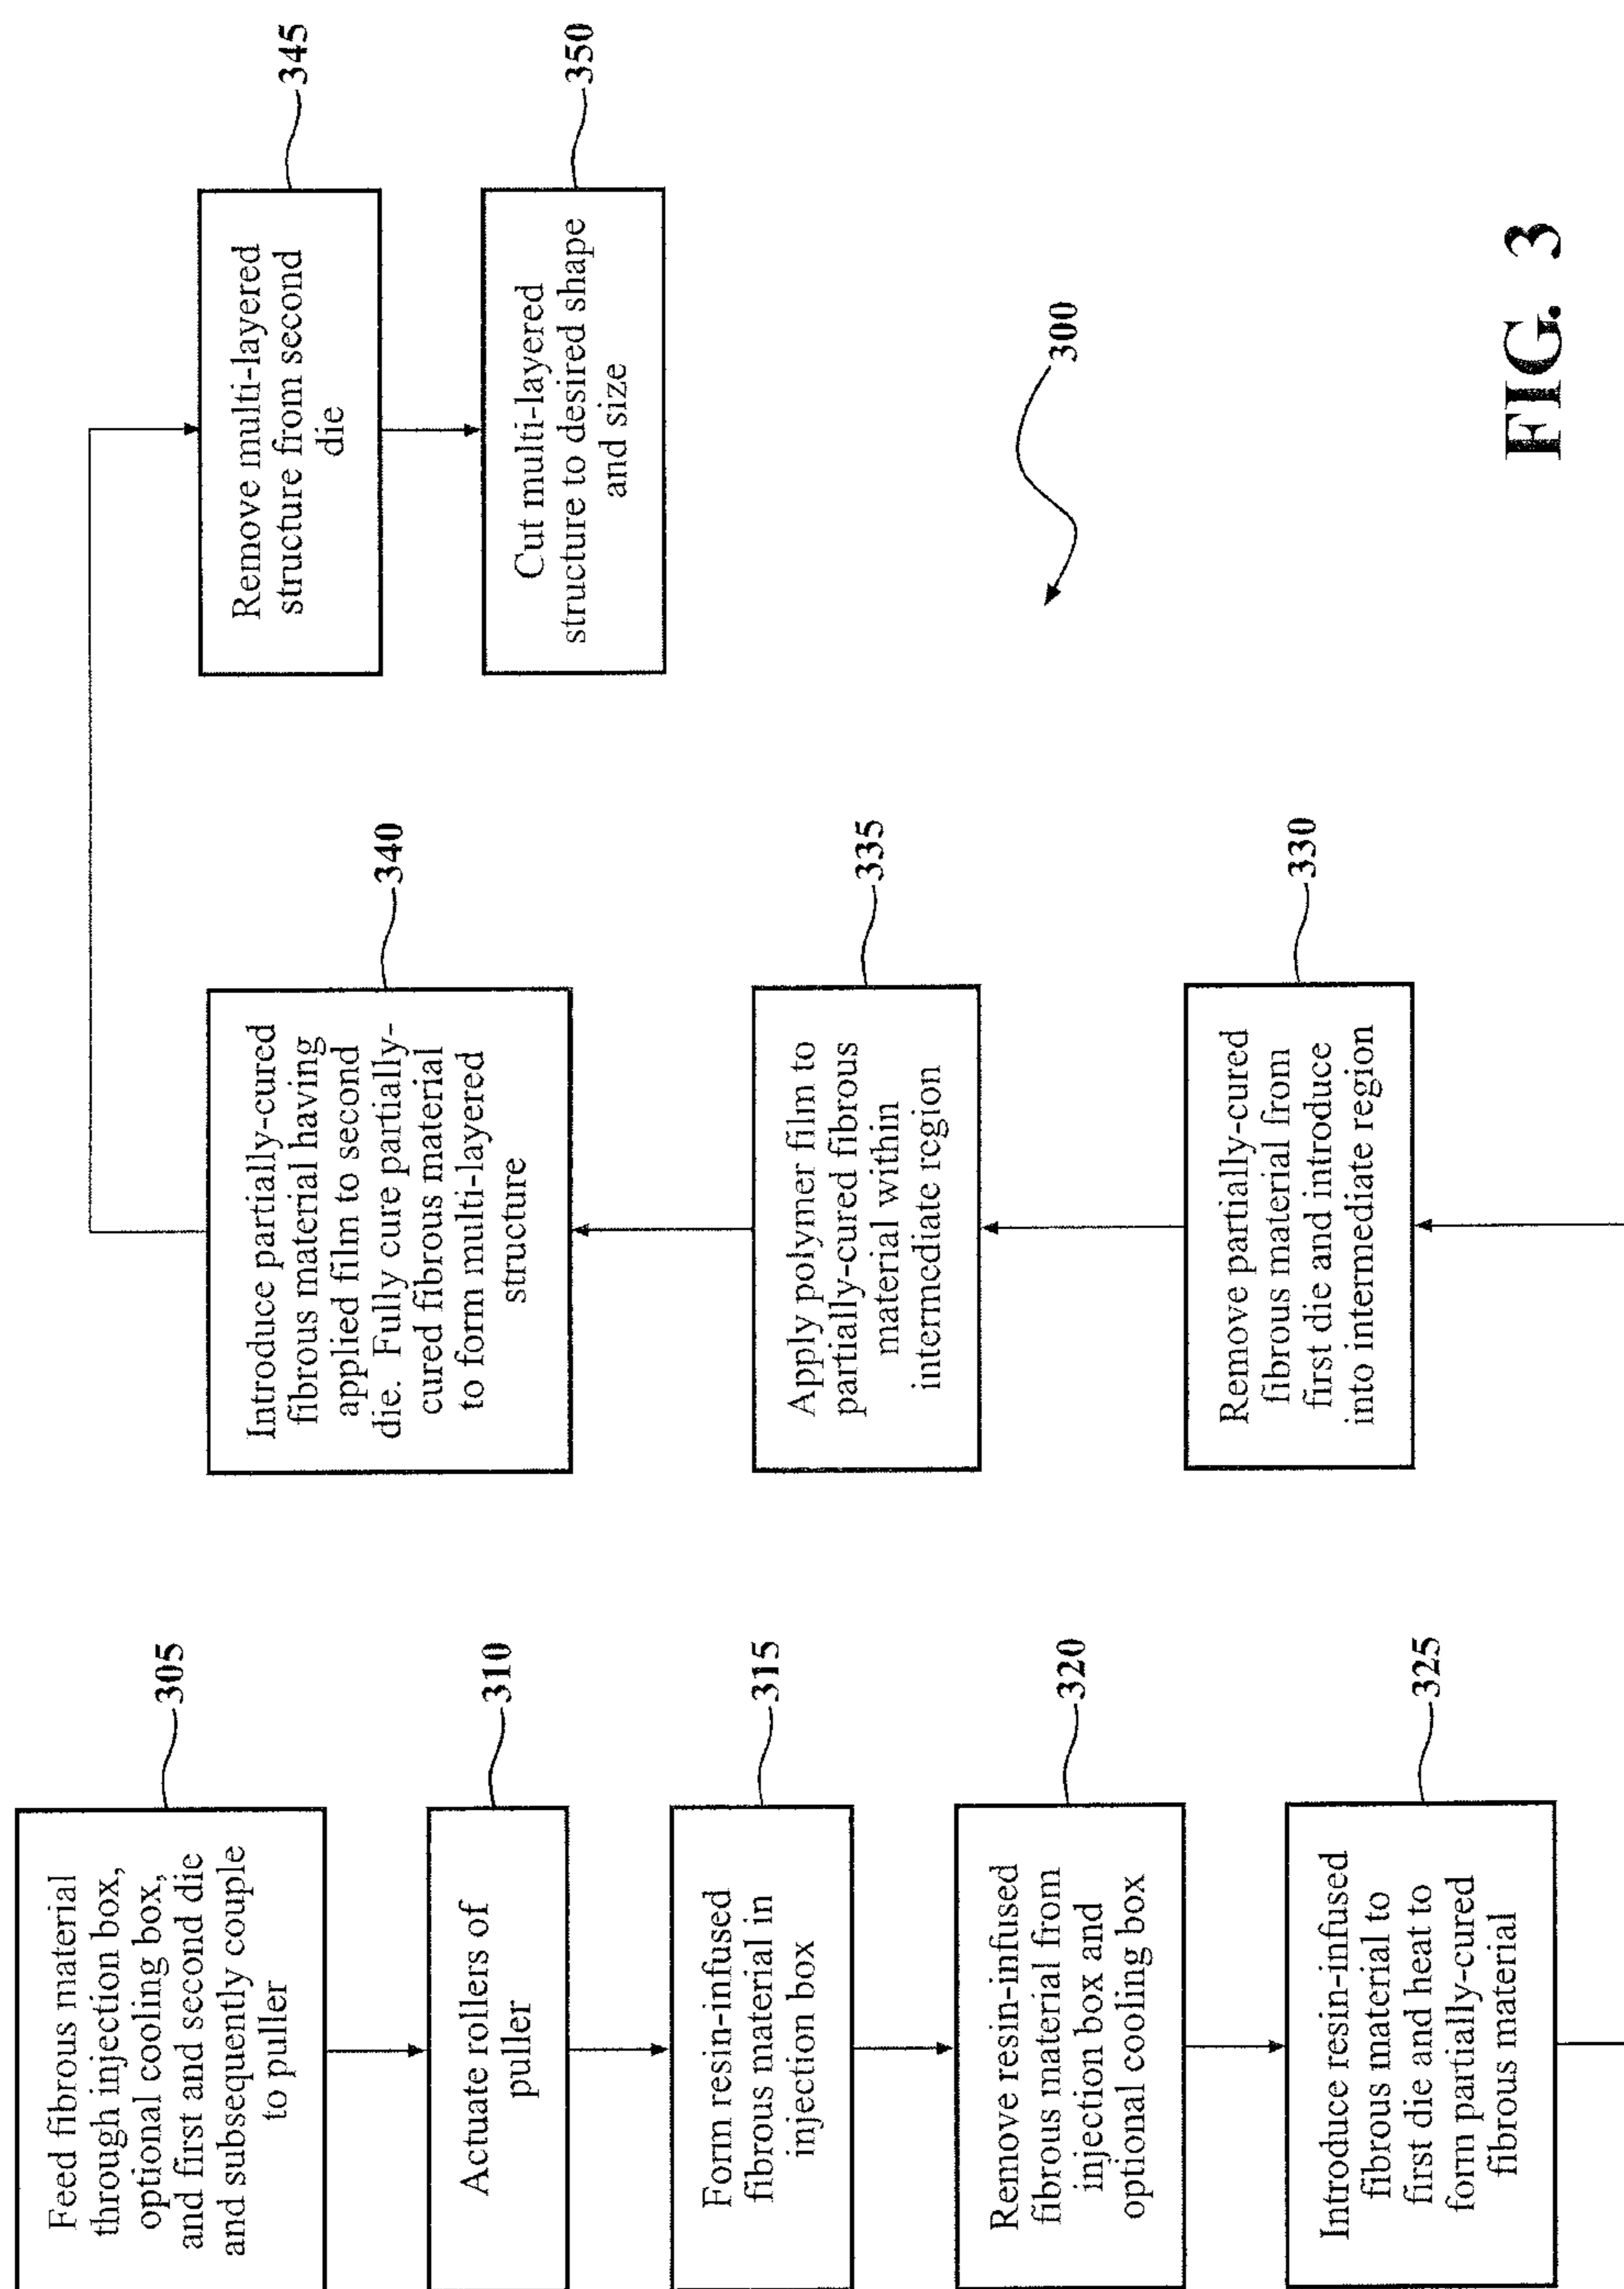 Feed fibrous material
through injection box,
optional cooling box,
and first and second die
and subsequently couple
to puller
305
Actuate rollers of
puller
310
Form resin-infused
fibrous material in
injection box
315
Remove resin-infused
fibrous material from
injection box and
optional cooling box
320
Introduce resin-infused
fibrous material to
first die and heat to
form partially-cured
fibrous material
325
Remove partially-cured
fibrous material from
first die and introduce
into intermediate region
330
Apply polymer film to
partially-cured fibrous
material within
intermediate region
335
Introduce partially-cured
fibrous material having
applied film to second
die. Fully cure partially-
cured fibrous material
to form multi-layered
structure
340
Remove multi-layered
structure from second
die
345
Cut multi-layered
structure to desired shape
and size
350
300
FIG. 3